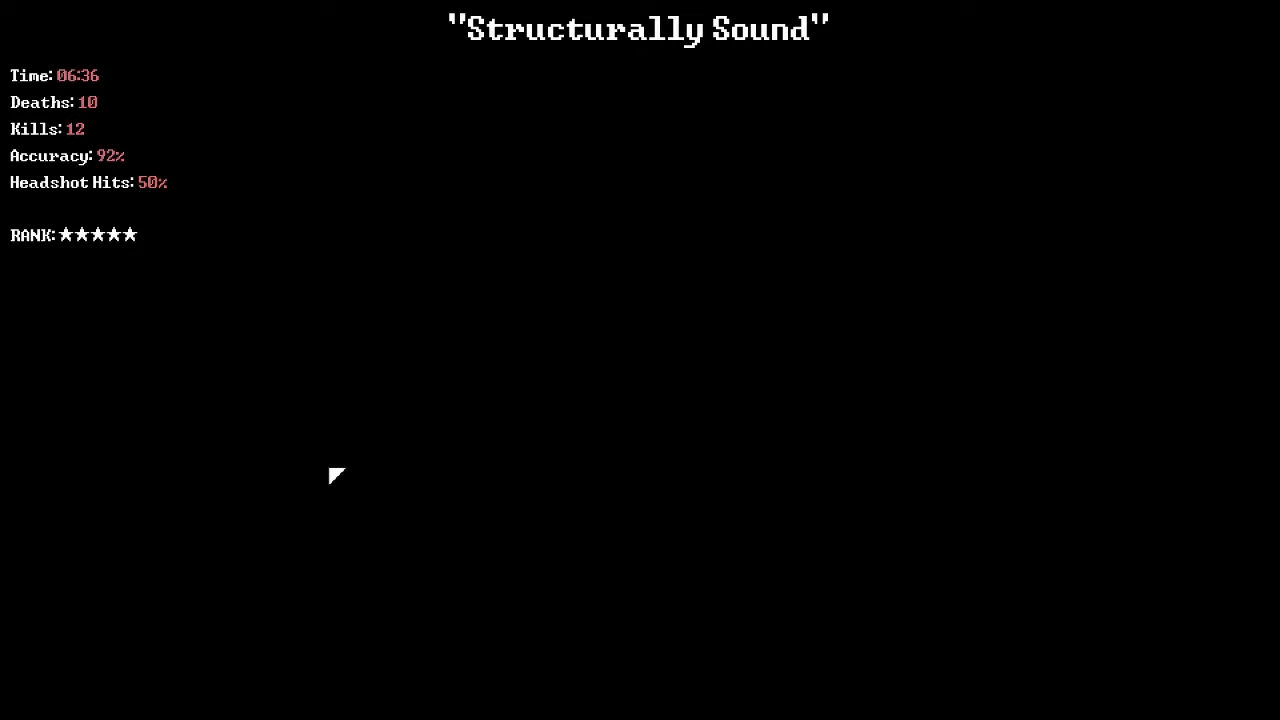 "Structurally Sound"
Time: 06:36
Deaths: 10
Kills: 12
Accuracy: 92%
Headshot Hits: 50%
RANK: ★★★★★